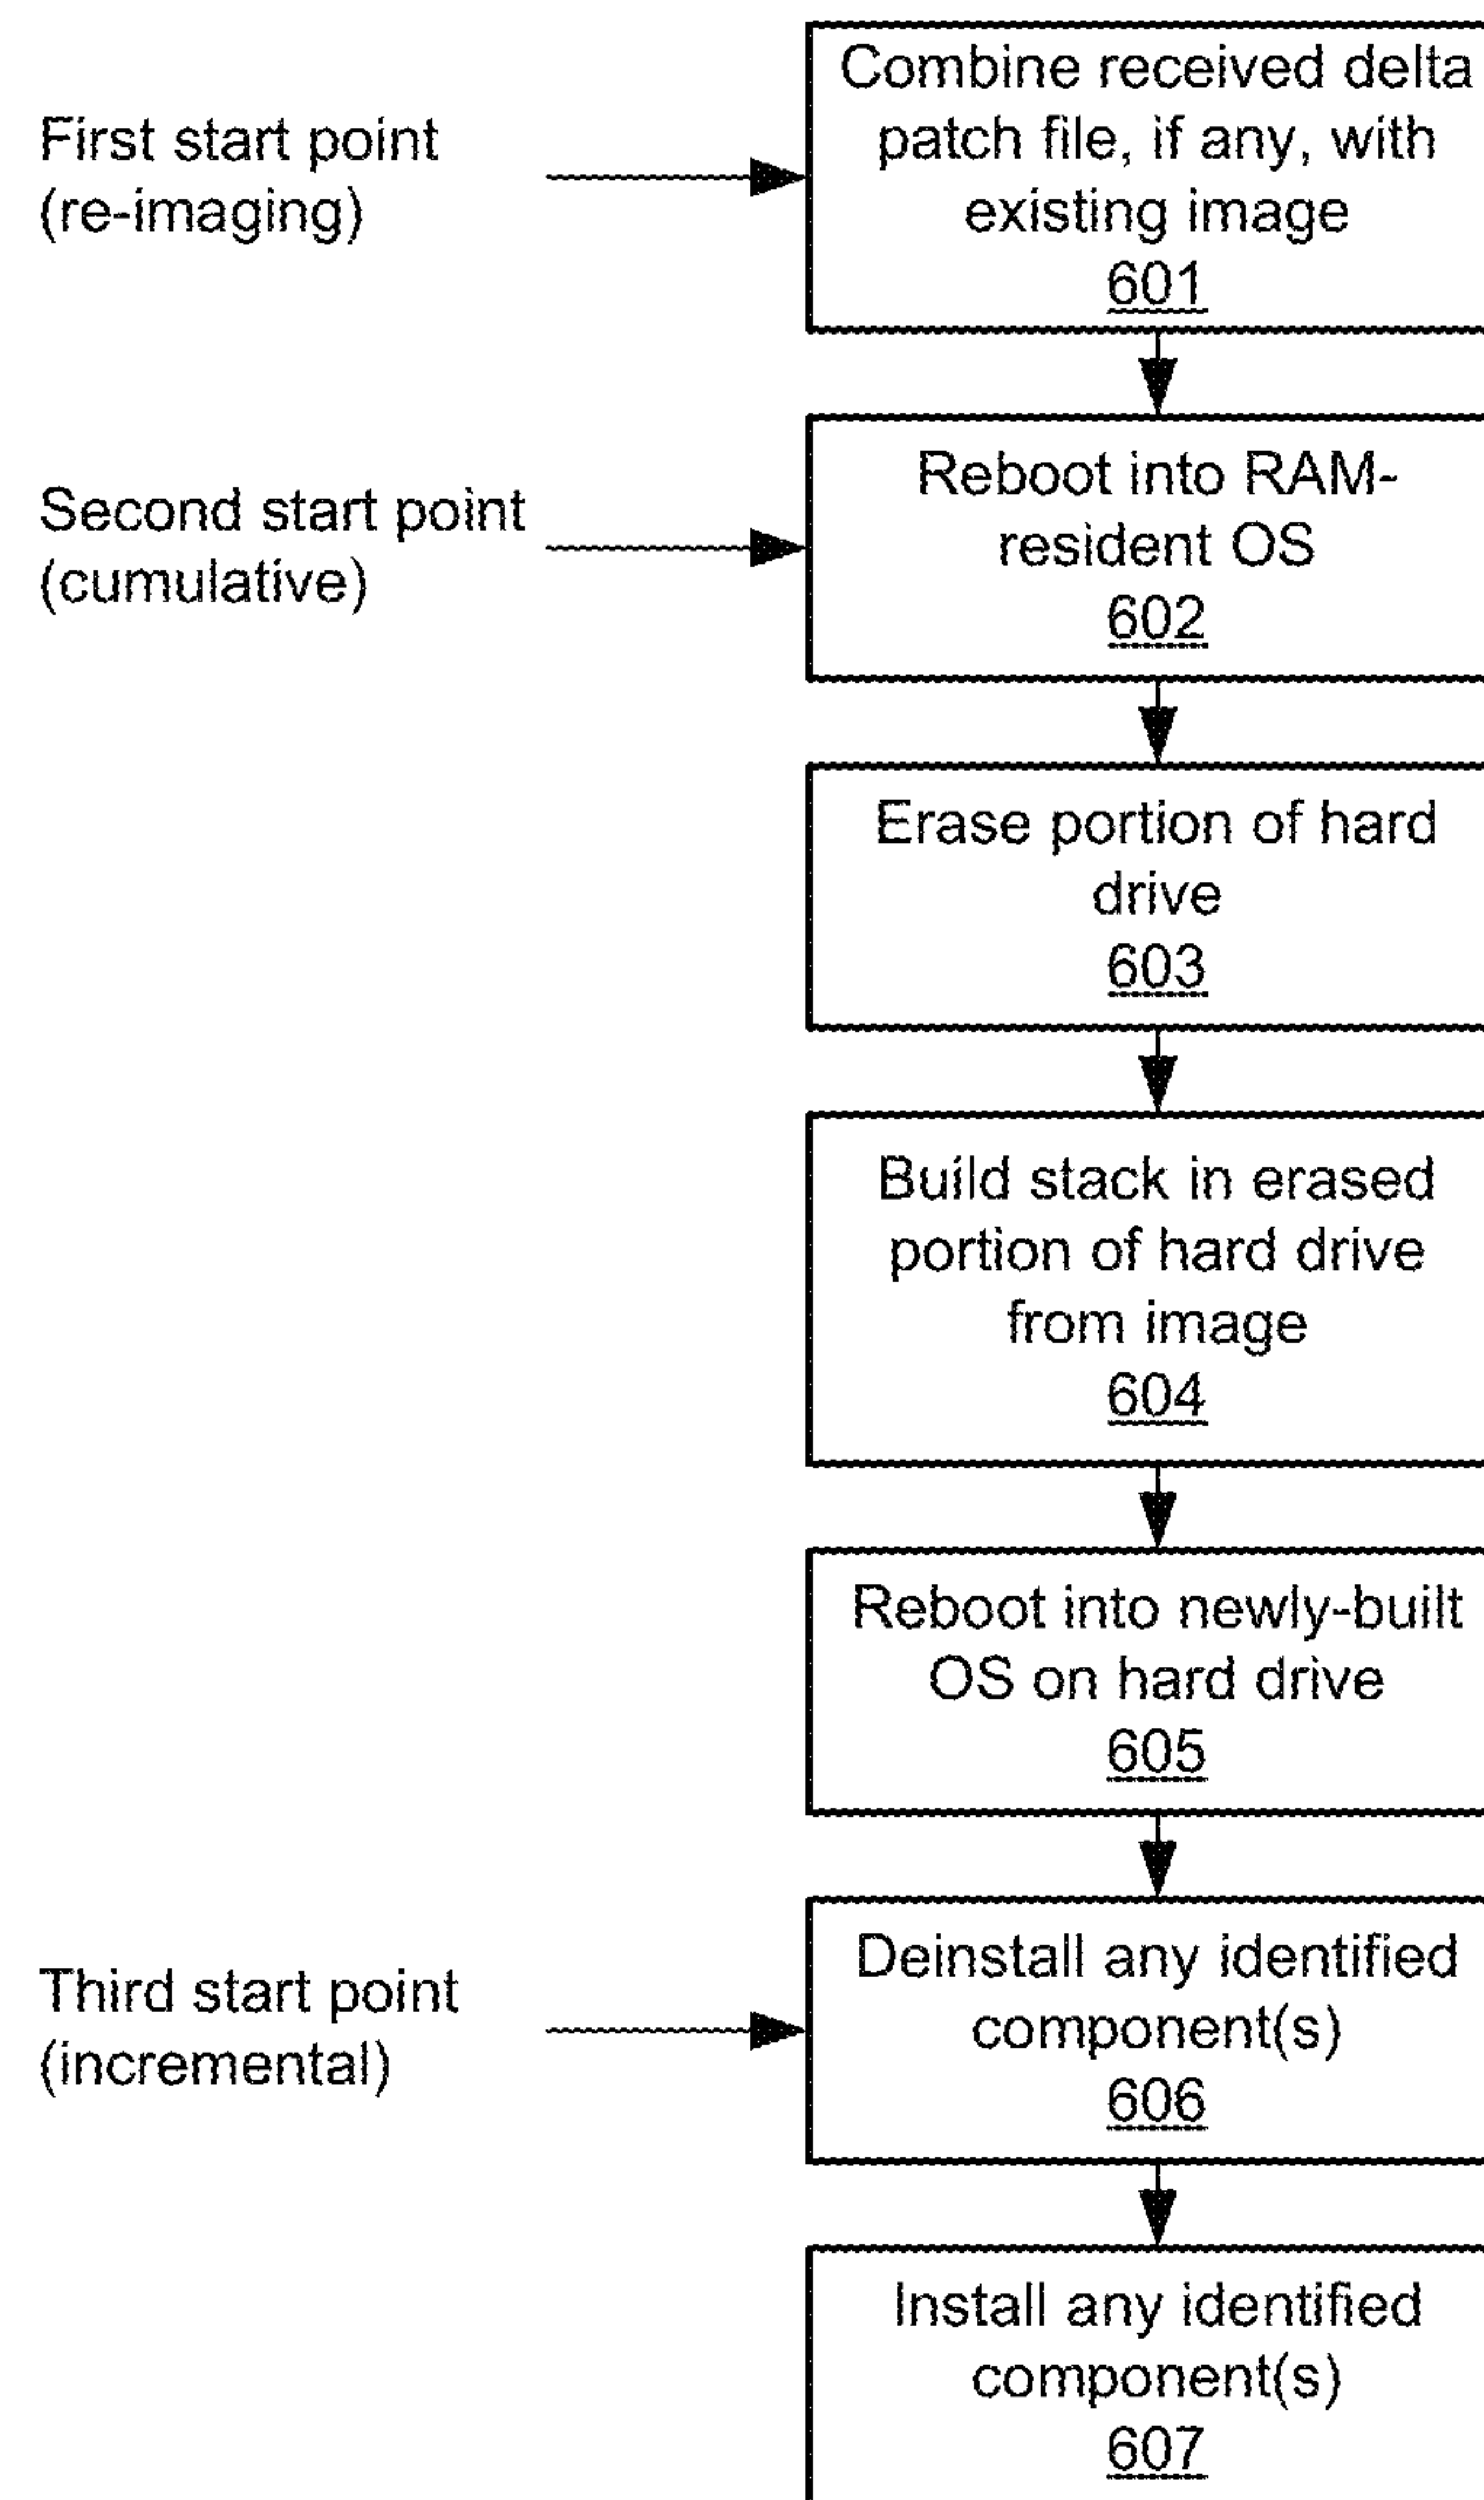 Combine received delta
patch file, if any, with
existing image
601
First start point
(re-imaging)
Reboot into RAM-
resident OS
602
Second start point
(cumulative)
Erase portion of hard
drive
603
Build stack in erased
portion of hard drive
from image
604
Reboot into newly-built
OS on hard drive
605
Deinstall any identified
component(s)
606
Third start point
(incremental)
Install any identified
component(s)
607